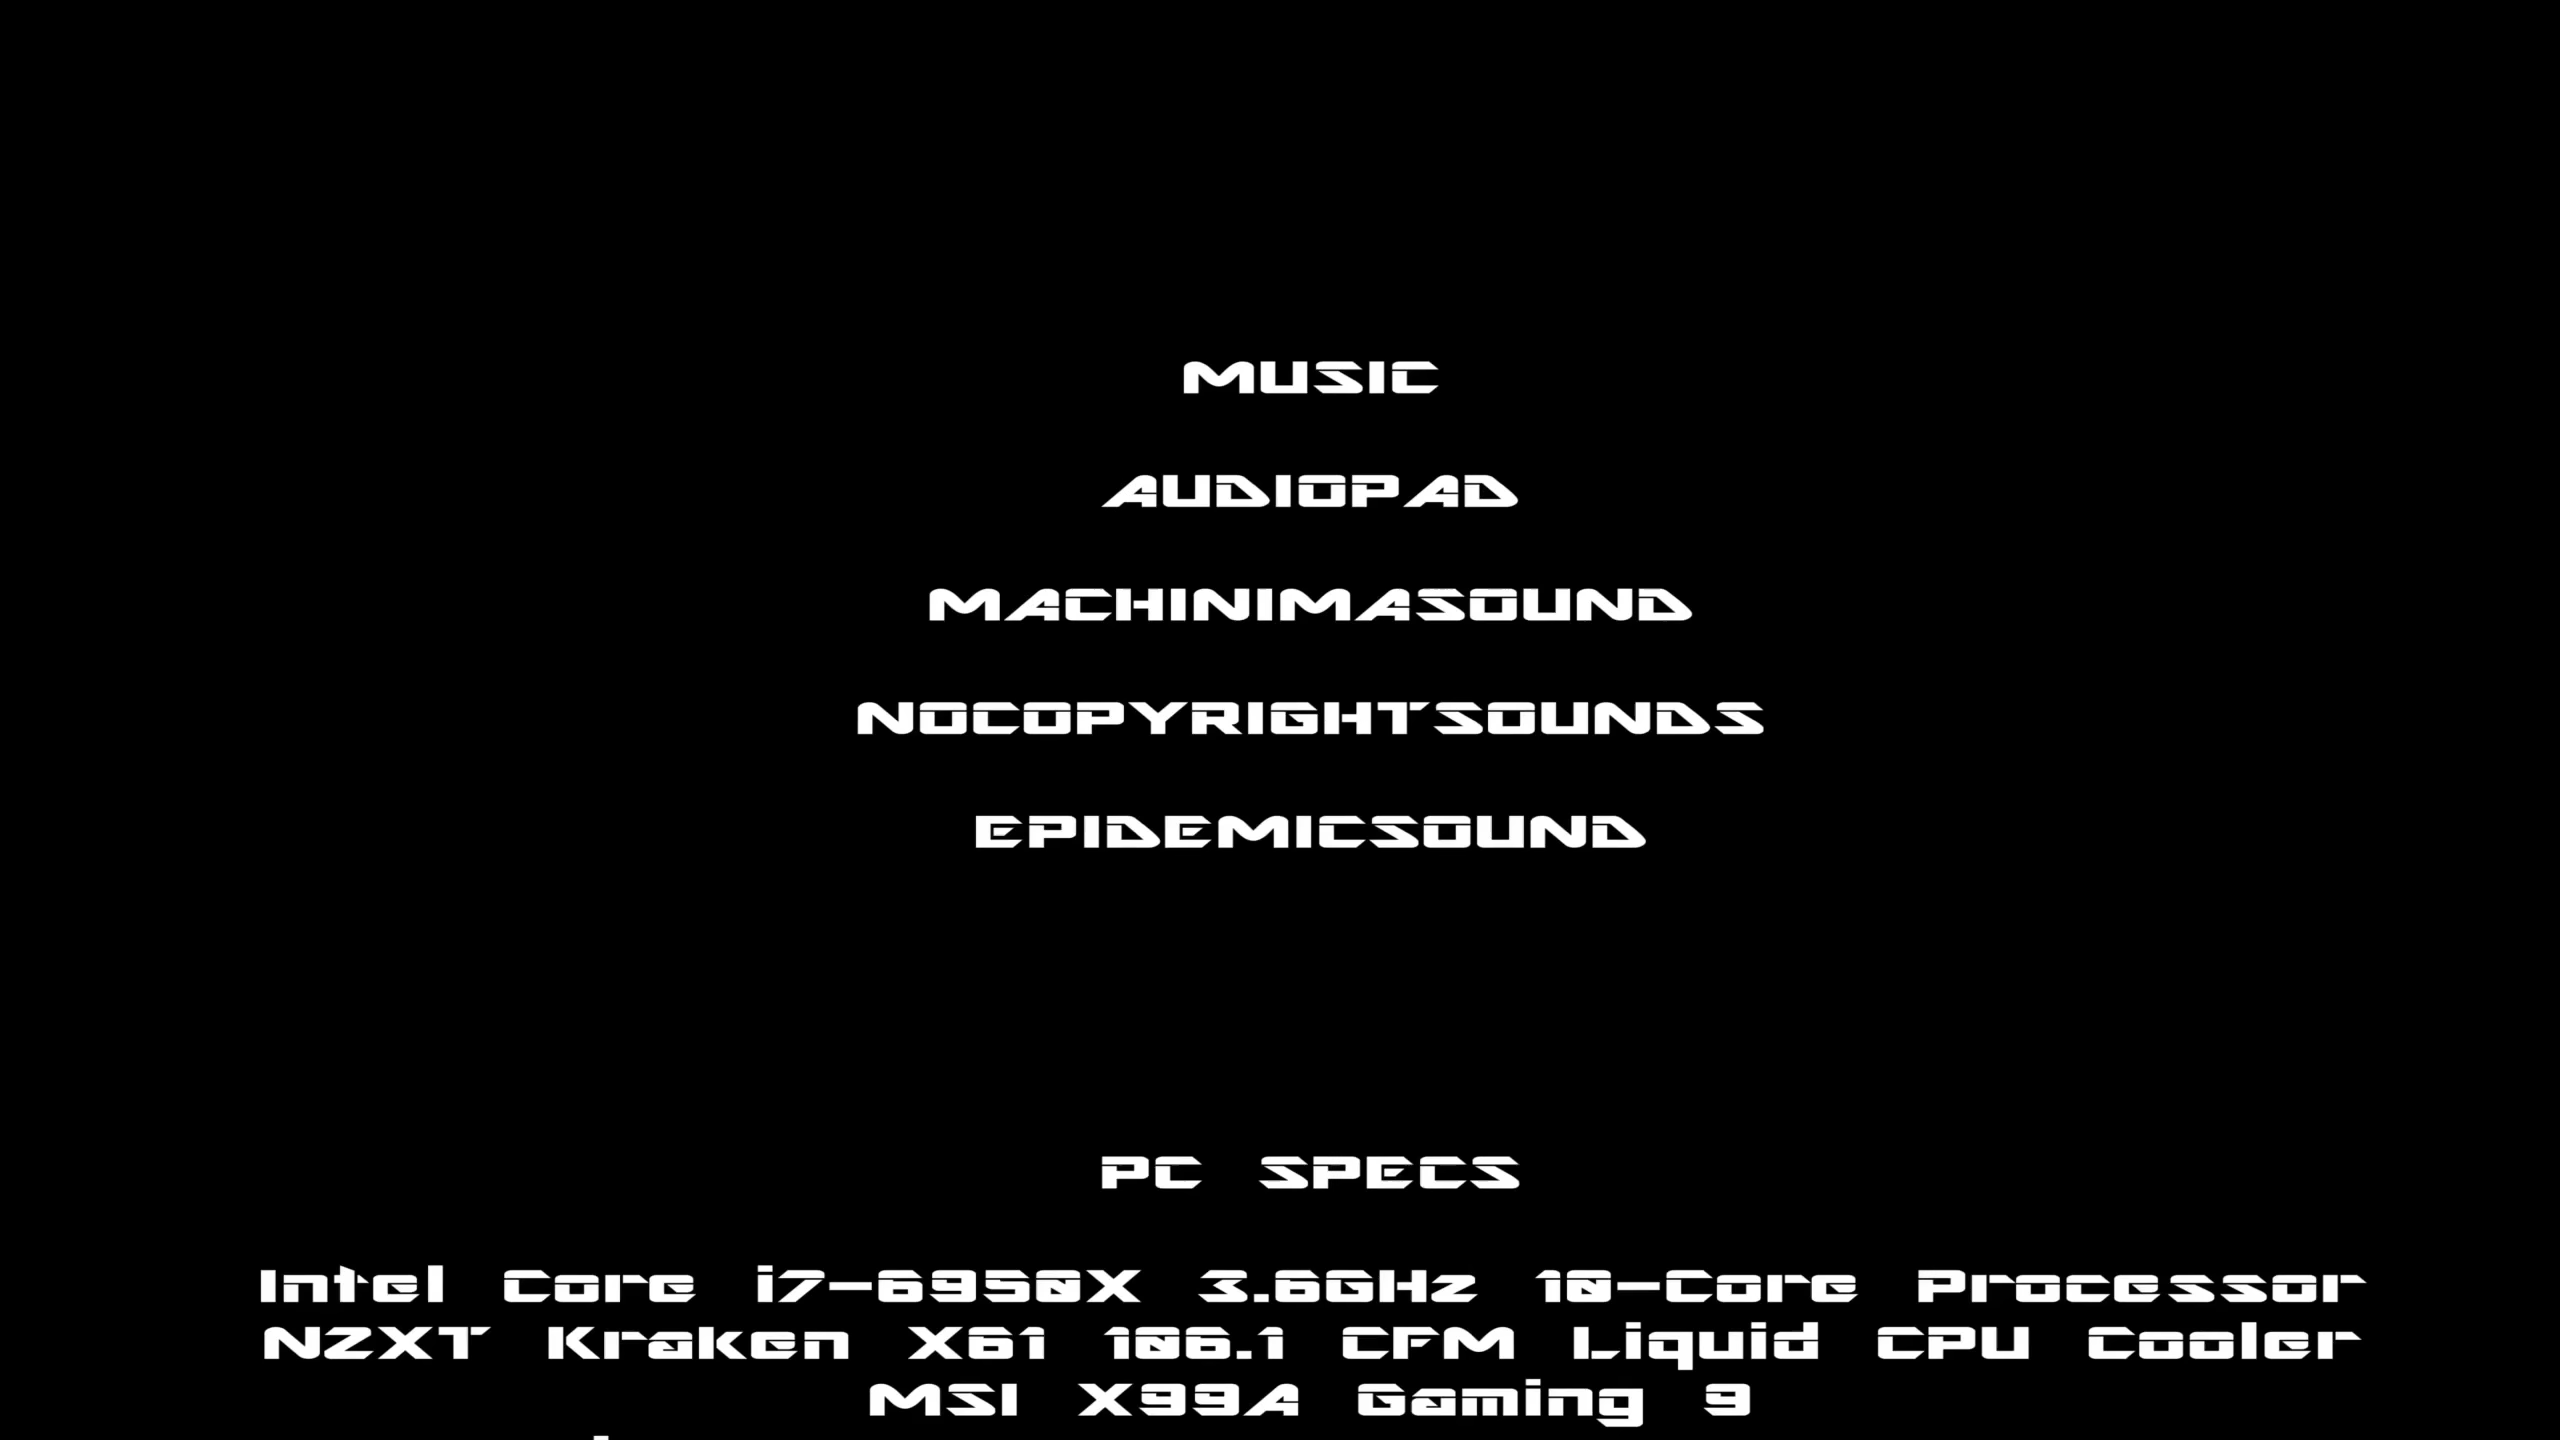 MUSIC
AUDIOPAD
MACHINIMASOUND
NOCOPYRIGHTSOUNDS
EPIDEMICSOUND
PC SPECS
Intel Core i7-6950X 3.6GHz 10-Core Processor
NZXT Kraken X61 106.1 CFM Liquid CPU Cooler
MSI X99A Gaming 9